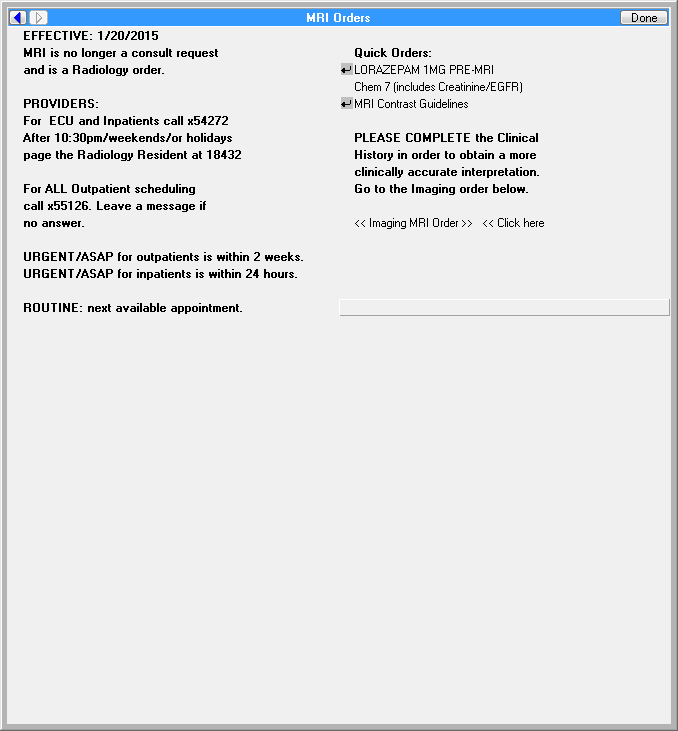 MRI Orders
Done
EFFECTIVE: 1/20/2015
MRI is no longer a consult request
and is a Radiology order.
PROVIDERS:
For  ECU and Inpatients call x54272
After 10:30pm/weekends/or holidays
page the Radiology Resident at 18432
For ALL Outpatient scheduling
call x55126. Leave a message if
no answer.
URGENT/ASAP for outpatients is within 2 weeks.
URGENT/ASAP for inpatients is within 24 hours.
ROUTINE: next available appointment.
Quick Orders:
LORAZEPAM 1MG PRE-MRI
Chem 7 (includes Creatinine/EGFR)
MRI Contrast Guidelines
PLEASE COMPLETE the Clinical
History in order to obtain a more
clinically accurate interpretation.
Go to the Imaging order below.
<< Imaging MRI Order >>   << Click here